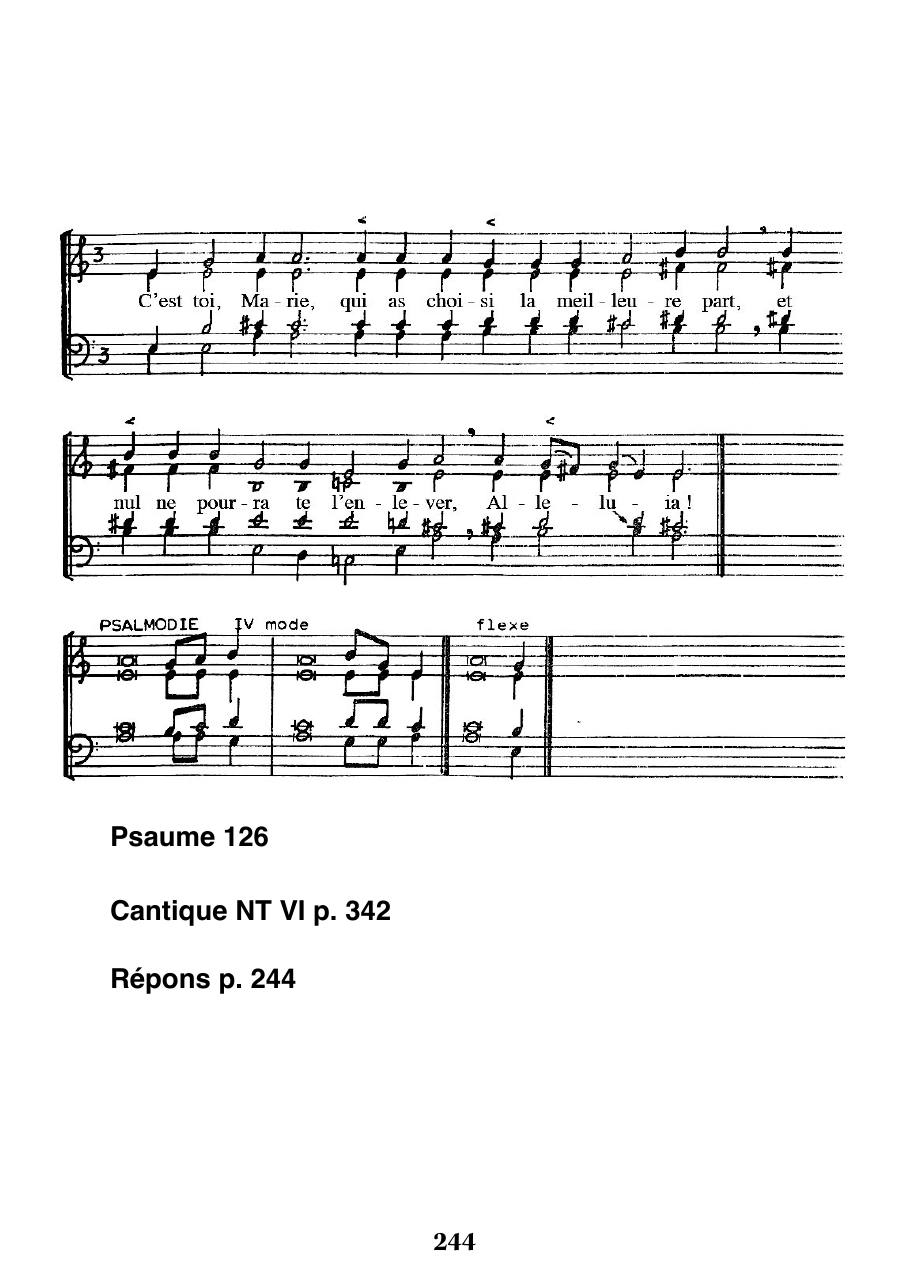 3
C'est toi, Ma - rie, qui as choi - si la meil - leu - re part, et
3
nul ne pour - ra te l'en - le - ver, Al - le - lu - ia !
PSALMODIE IV mode flexe
Psaume 126
Cantique NT VI p. 342
Répons p. 244
244